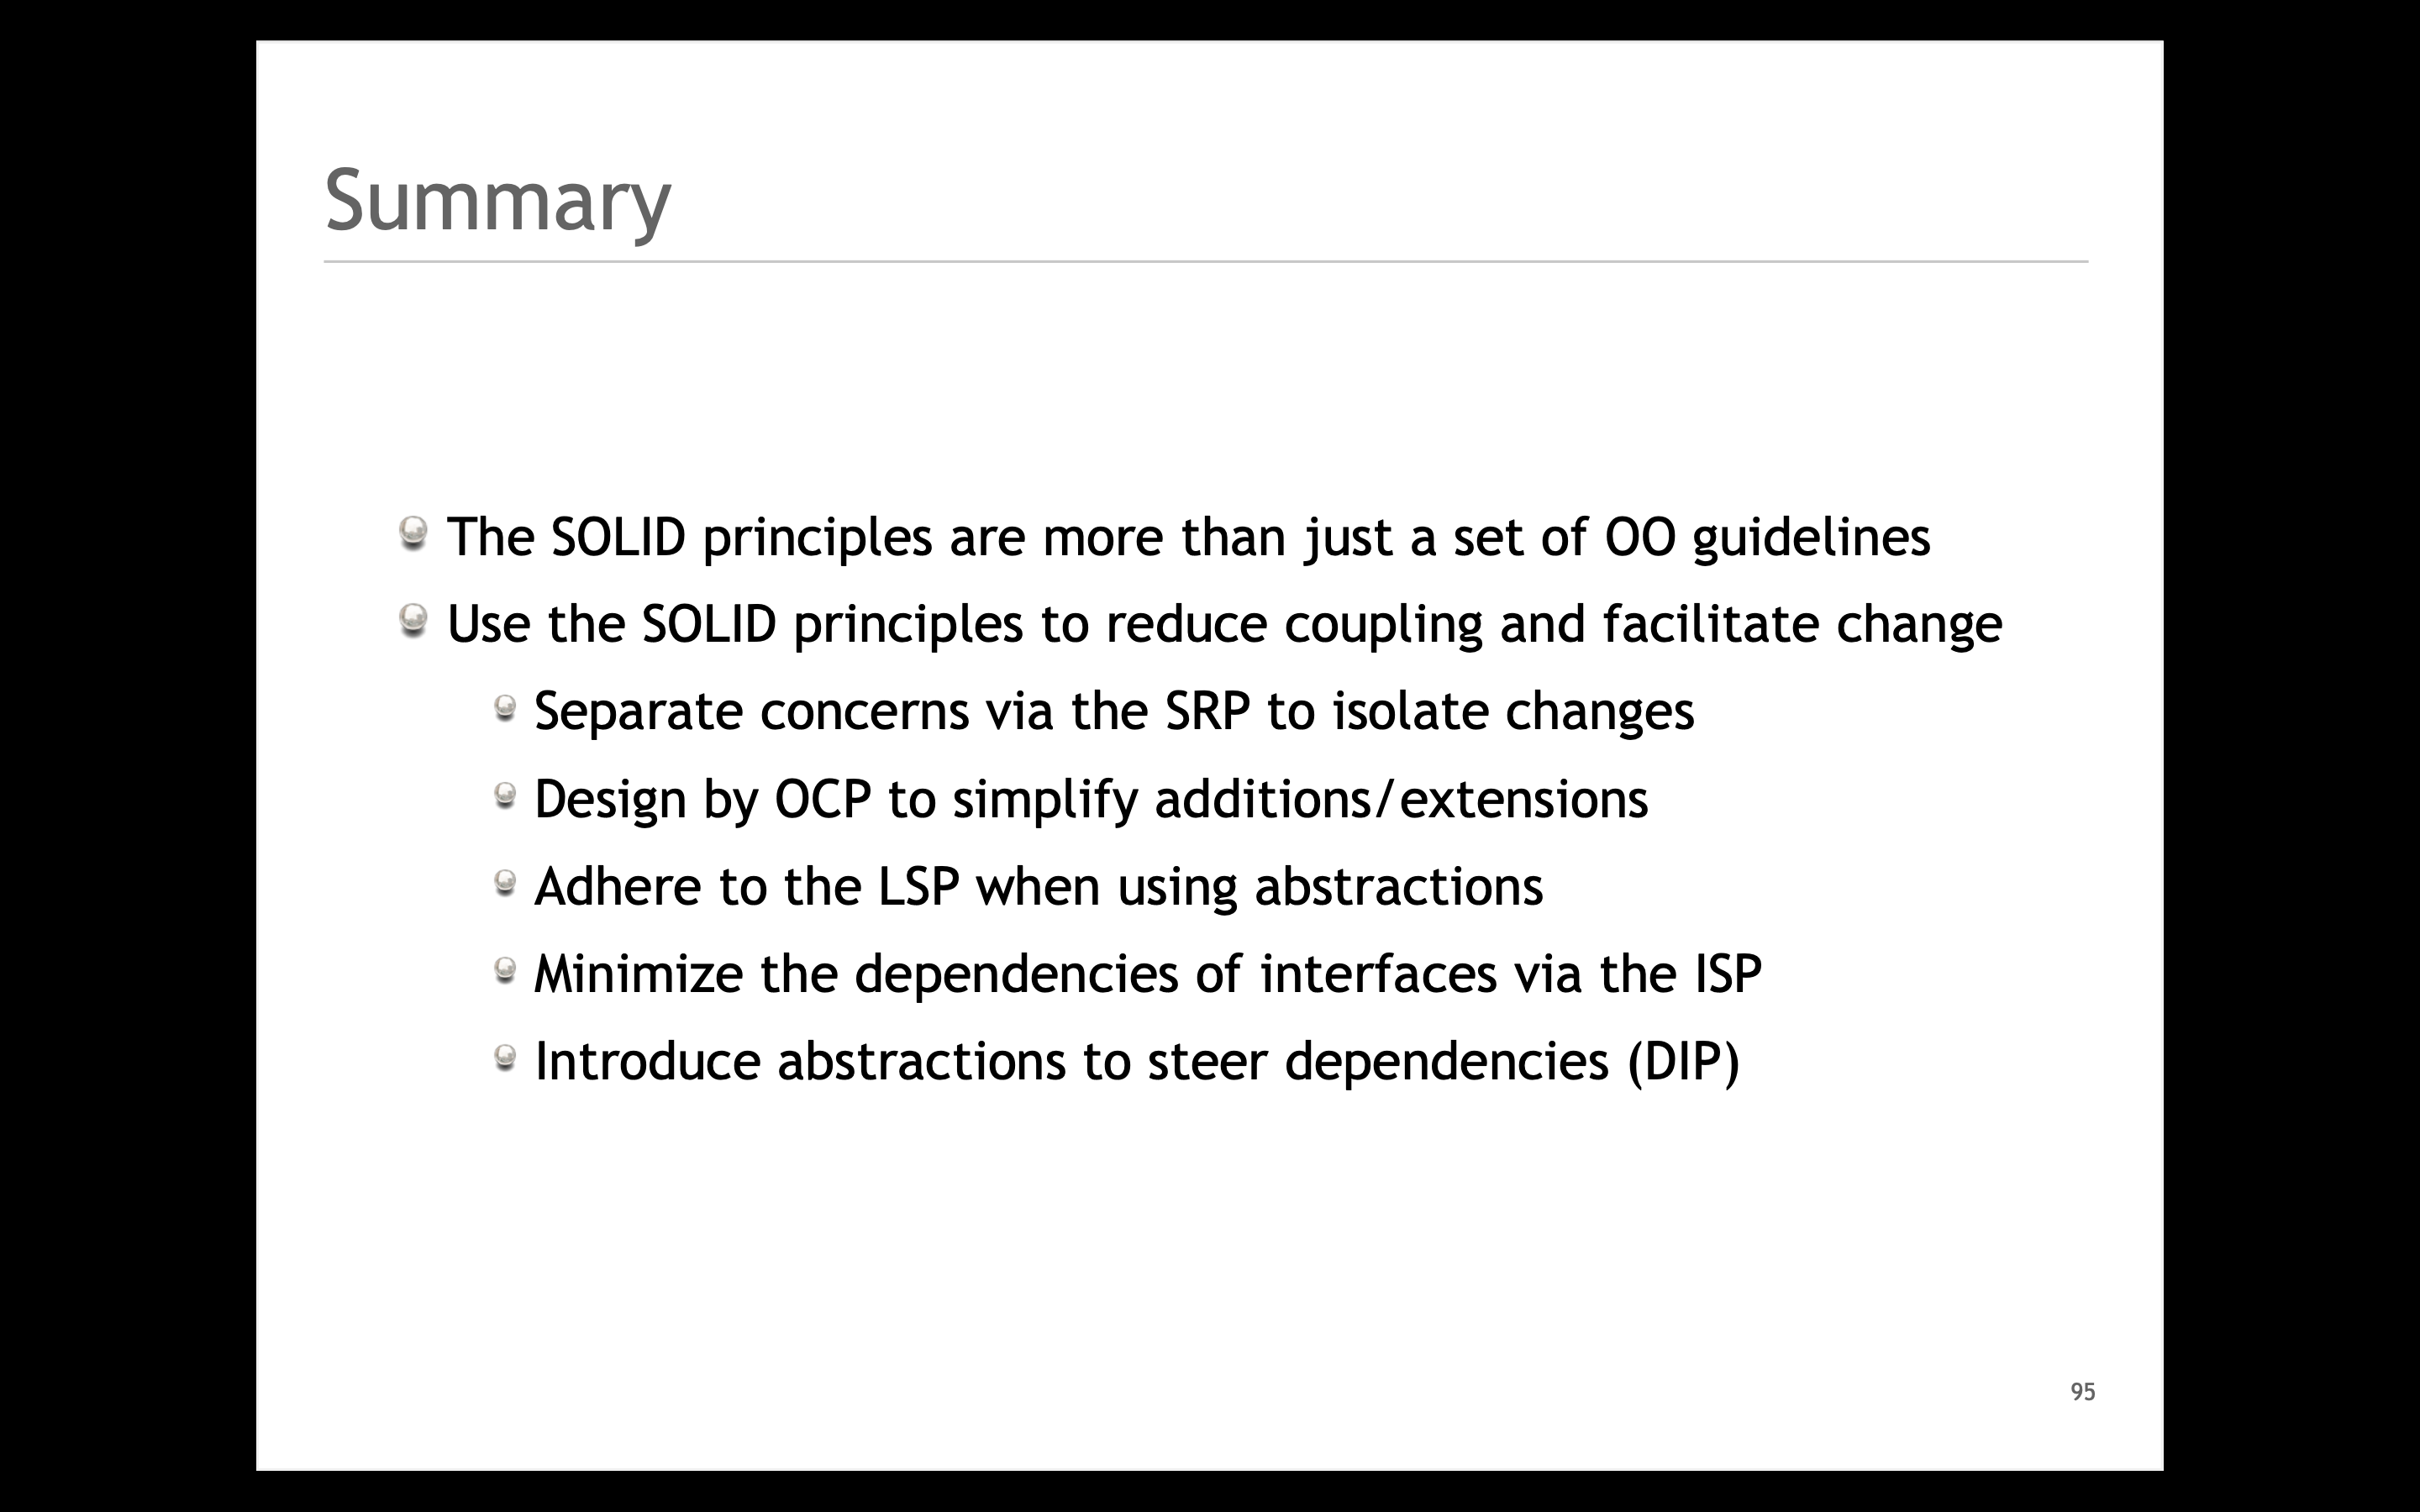 Summary
The SOLID principles are more than just a set of OO guidelines
Use the SOLID principles to reduce coupling and facilitate change
Separate concerns via the SRP to isolate changes
Design by OCP to simplify additions/extensions
Adhere to the LSP when using abstractions
Minimize the dependencies of interfaces via the ISP
Introduce abstractions to steer dependencies (DIP)
95